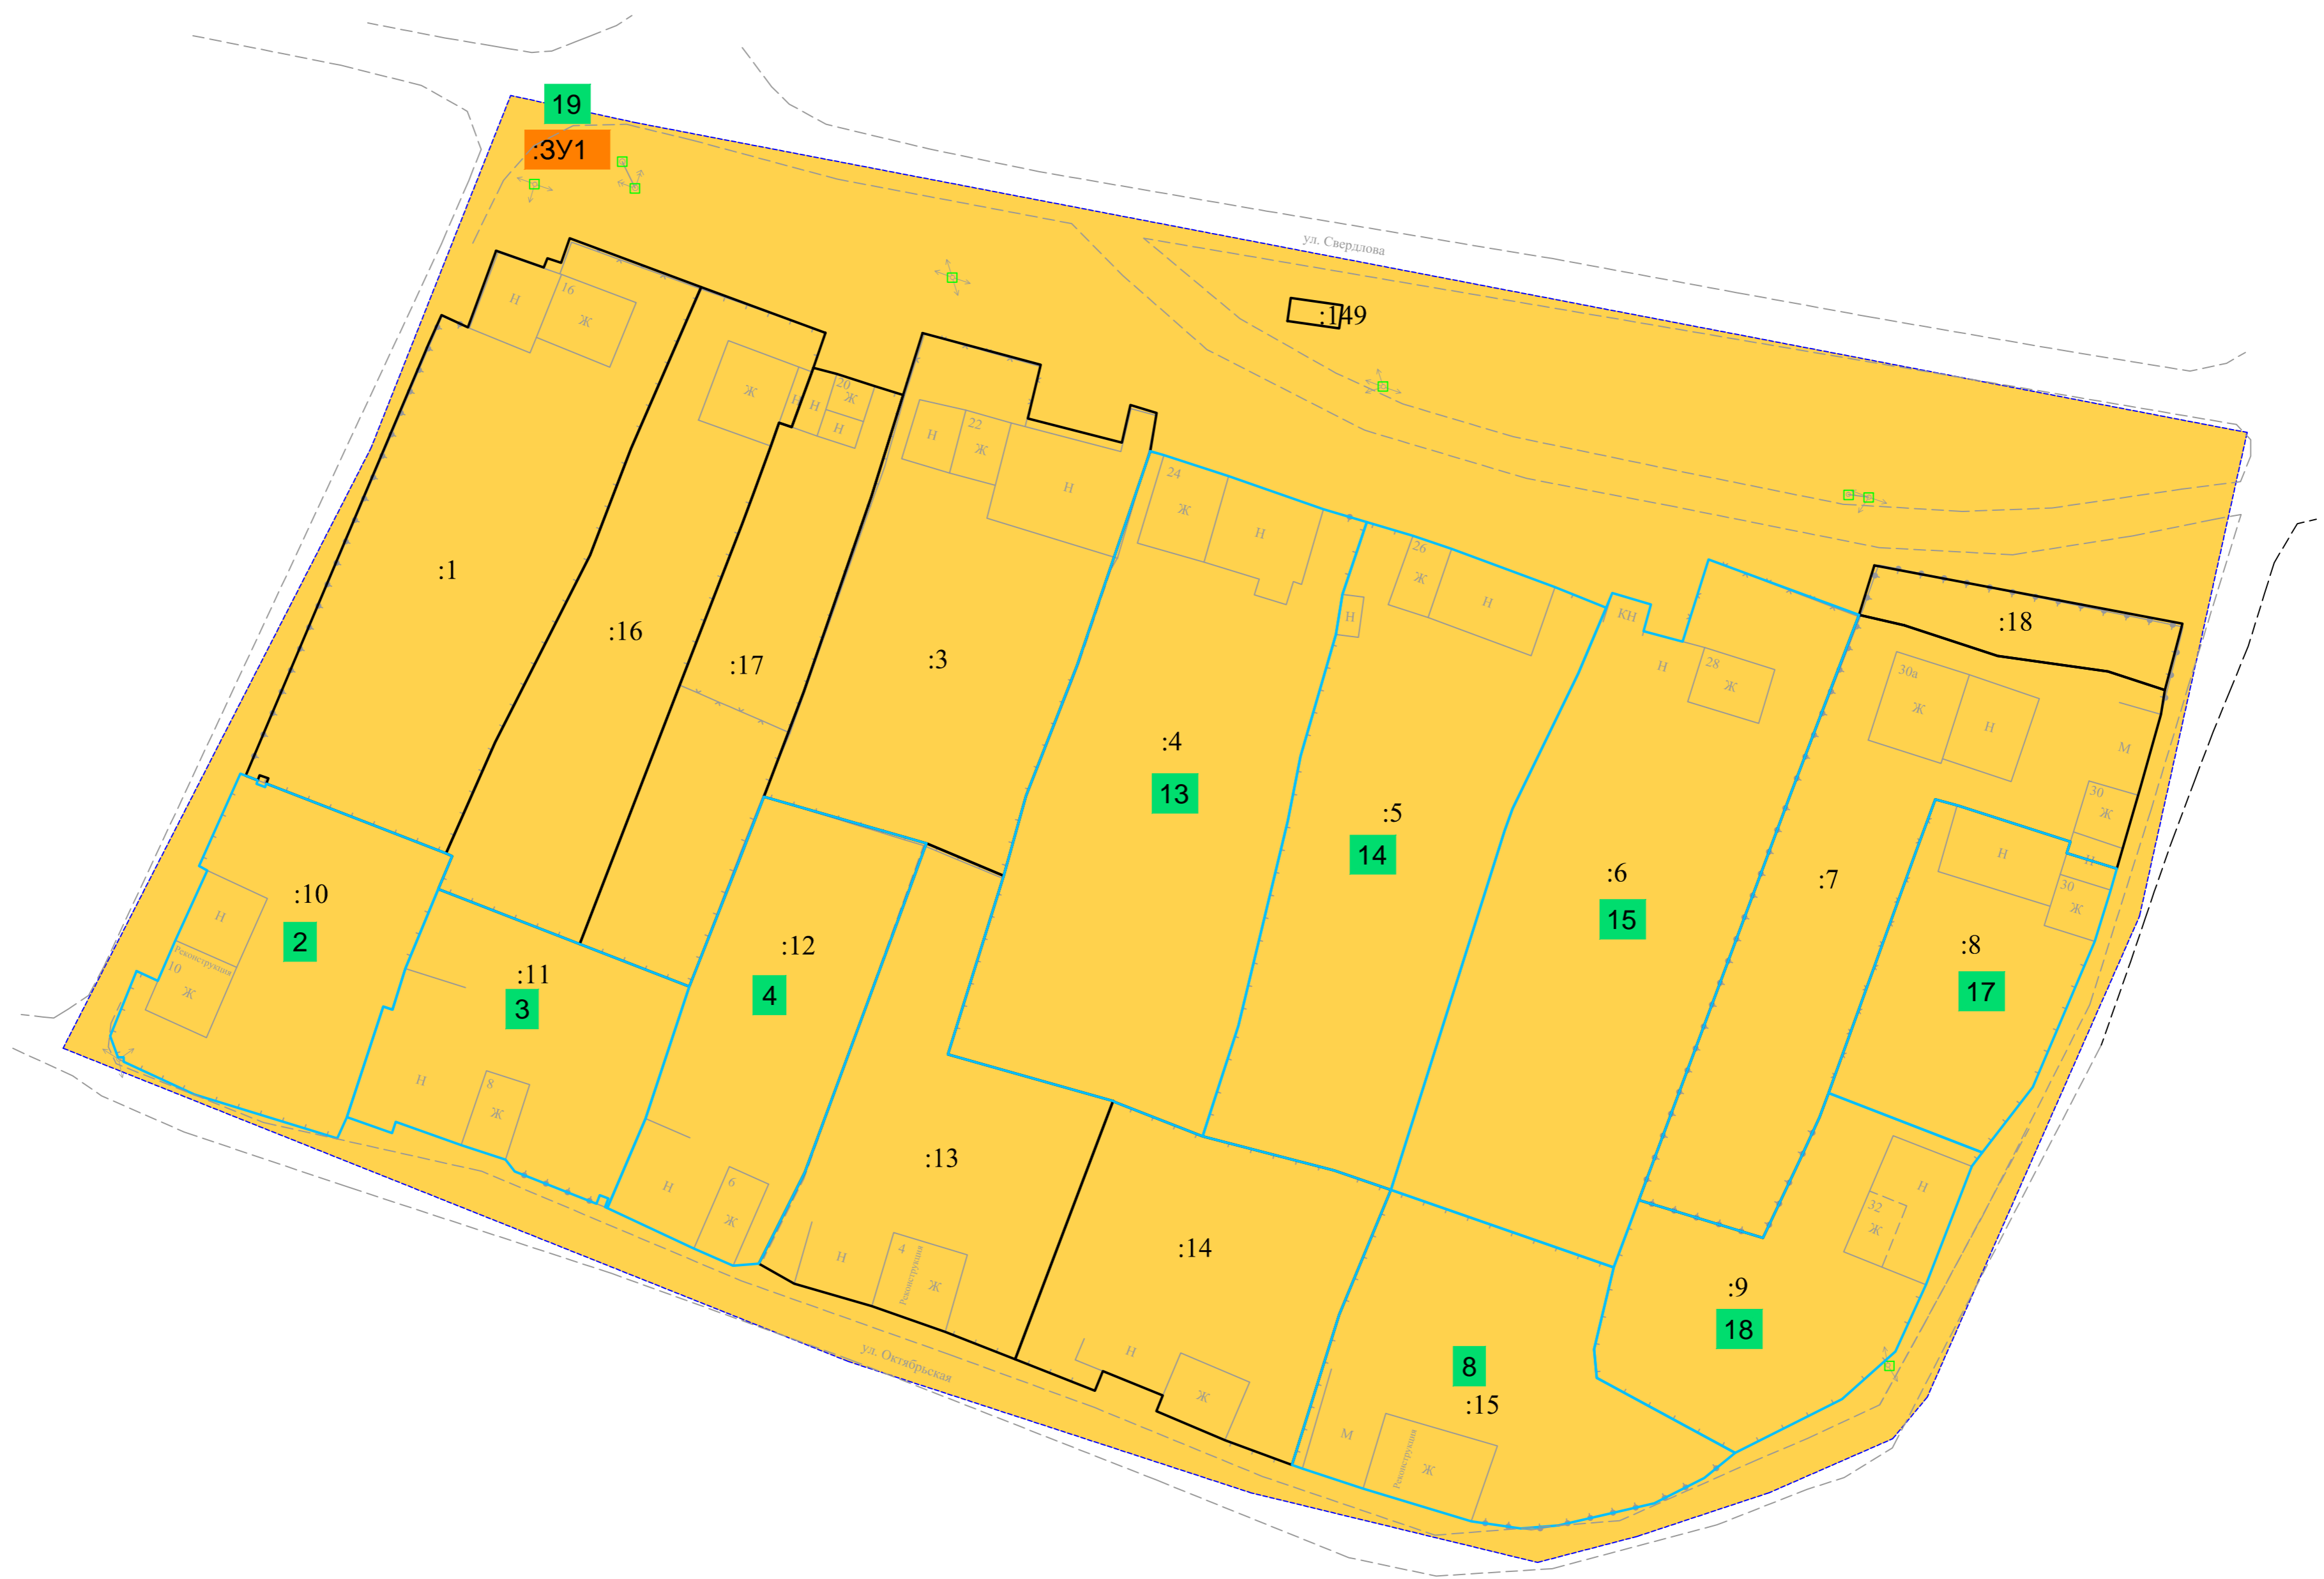 19
:ЗУ1
ул. Свердлова
Н
16
Ж
:149
Ж
Н
Н
20
Ж
Н
Н
22
Ж
Н
24
Ж
Н
26
Ж
Н
Н
КН
Н
28
Ж
:18
30а
Ж
Н
М
30
Ж
Н
Н
30
Ж
:1
:16
:17
:3
:4
13
:5
14
:6
15
:7
:8
17
:10
2
Н
Реконструкция
10
Ж
:11
3
Н
8
Ж
:12
4
Н
6
Ж
:13
Н
4
Реконструкция
Ж
:14
Н
Ж
Н
32
Ж
:9
18
8
:15
М
Реконструкция
Ж
ул. Октябрьская